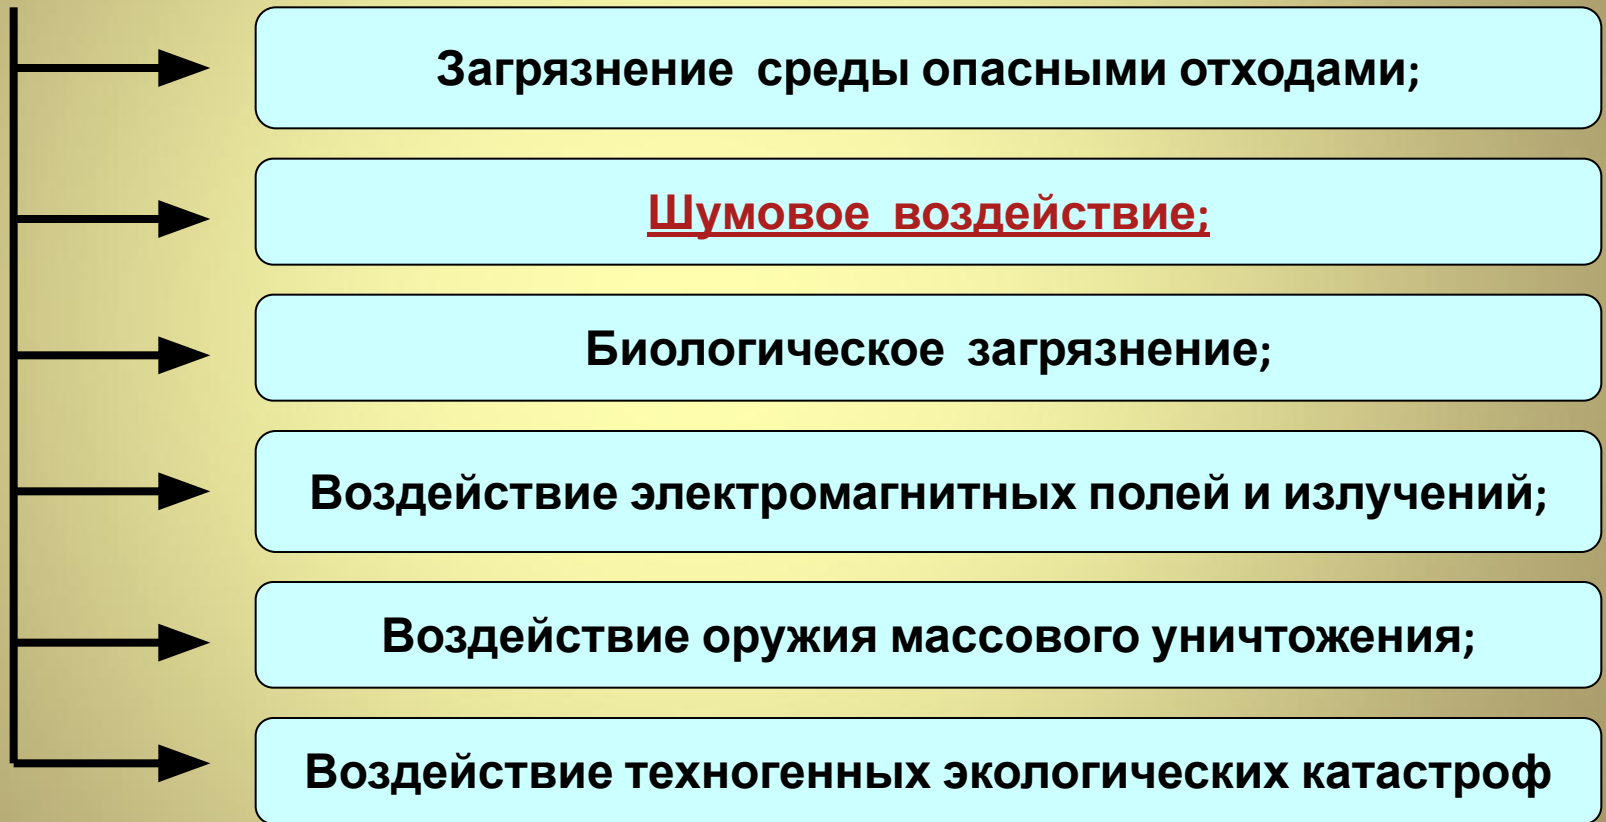 Загрязнение среды опасными отходами;
Шумовое воздействие;
Биологическое загрязнение;
Воздействие электромагнитных полей и излучений;
Воздействие оружия массового уничтожения;
Воздействие техногенных экологических катастроф